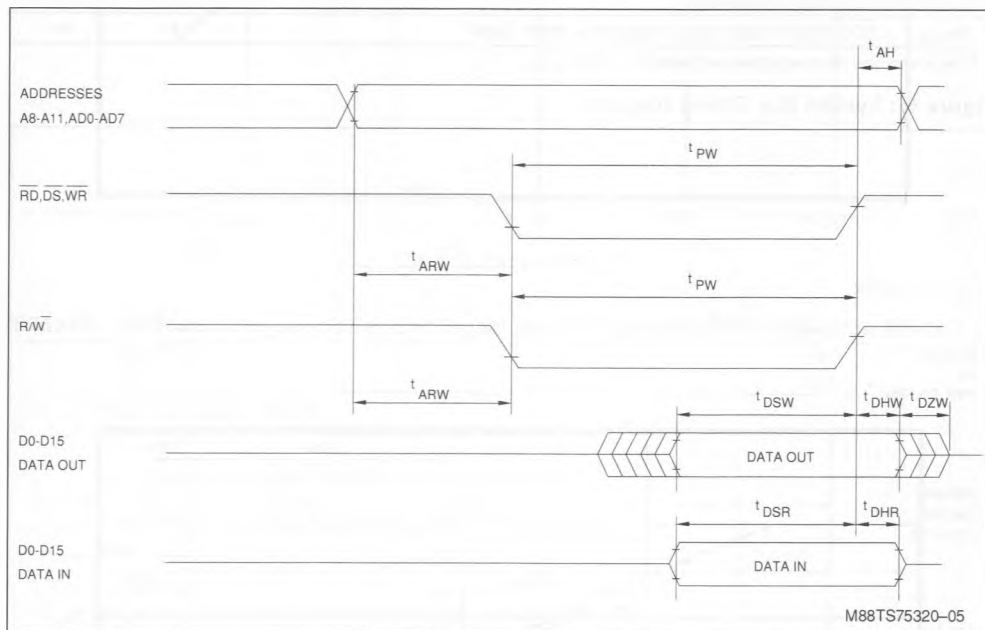 t AH
ADDRESSES
A8-A11,AD0-AD7
t PW
RD,DS,WR
t ARW
t PW
R/W
t ARW
t DSW
t DHW
t DZW
D0-D15
DATA OUT
DATA OUT
t DSR
t DHR
D0-D15
DATA IN
DATA IN
M88TS75320–05